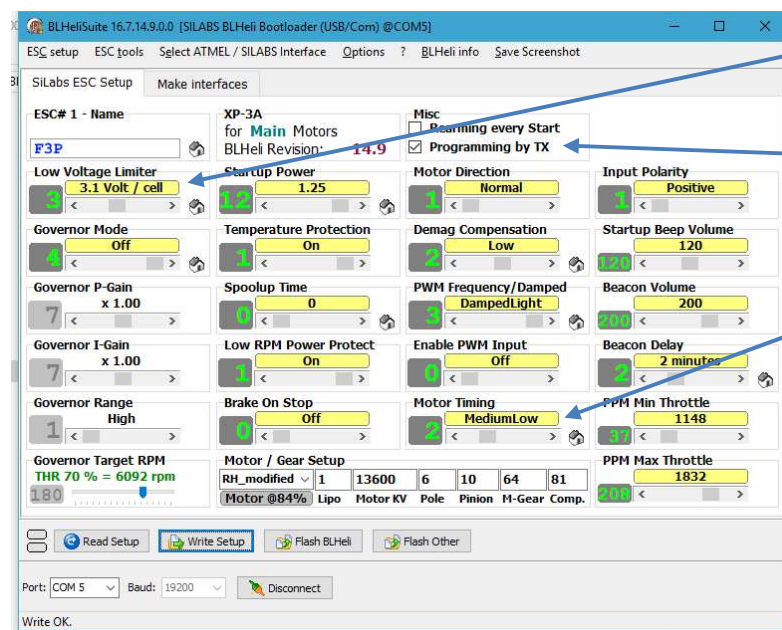 BLHeliSuite 16.7.14.9.0.0 [SILABS BLHeli Bootloader (USB/Com) @COM5]
ESC setup ESC tools Select ATMEL / SILABS Interface Options ? BLHeli info Save Screenshot
SiLabs ESC Setup Make interfaces
ESC# 1 - Name
F3P
XP-3A
for Main Motors
BLHeli Revision: 14.9
Misc
Rearming every Start
Programming by TX
Low Voltage Limiter
3.1 Volt / cell
3
Startup Power
1.25
12
Motor Direction
Normal
1
Input Polarity
Positive
1
Governor Mode
Off
4
Temperature Protection
On
1
Demag Compensation
Low
2
Startup Beep Volume
120
120
Governor P-Gain
x 1.00
7
Spoolup Time
0
0
PWM Frequency/Damped
DampedLight
3
Beacon Volume
200
200
Governor I-Gain
x 1.00
7
Low RPM Power Protect
On
1
Enable PWM Input
Off
0
Beacon Delay
2 minutes
2
Governor Range
High
1
Brake On Stop
Off
0
Motor Timing
MediumLow
2
PPM Min Throttle
1148
37
Governor Target RPM
THR 70 % = 6092 rpm
180
Motor / Gear Setup
RH_modified 1 13600 6 10 64 81
Motor @84% Lipo Motor KV Pole Pinion M-Gear Comp.
PPM Max Throttle
1832
208
Read Setup Write Setup Flash BLHeli Flash Other
Port: COM 5 Baud: 19200 Disconnect
Write OK.